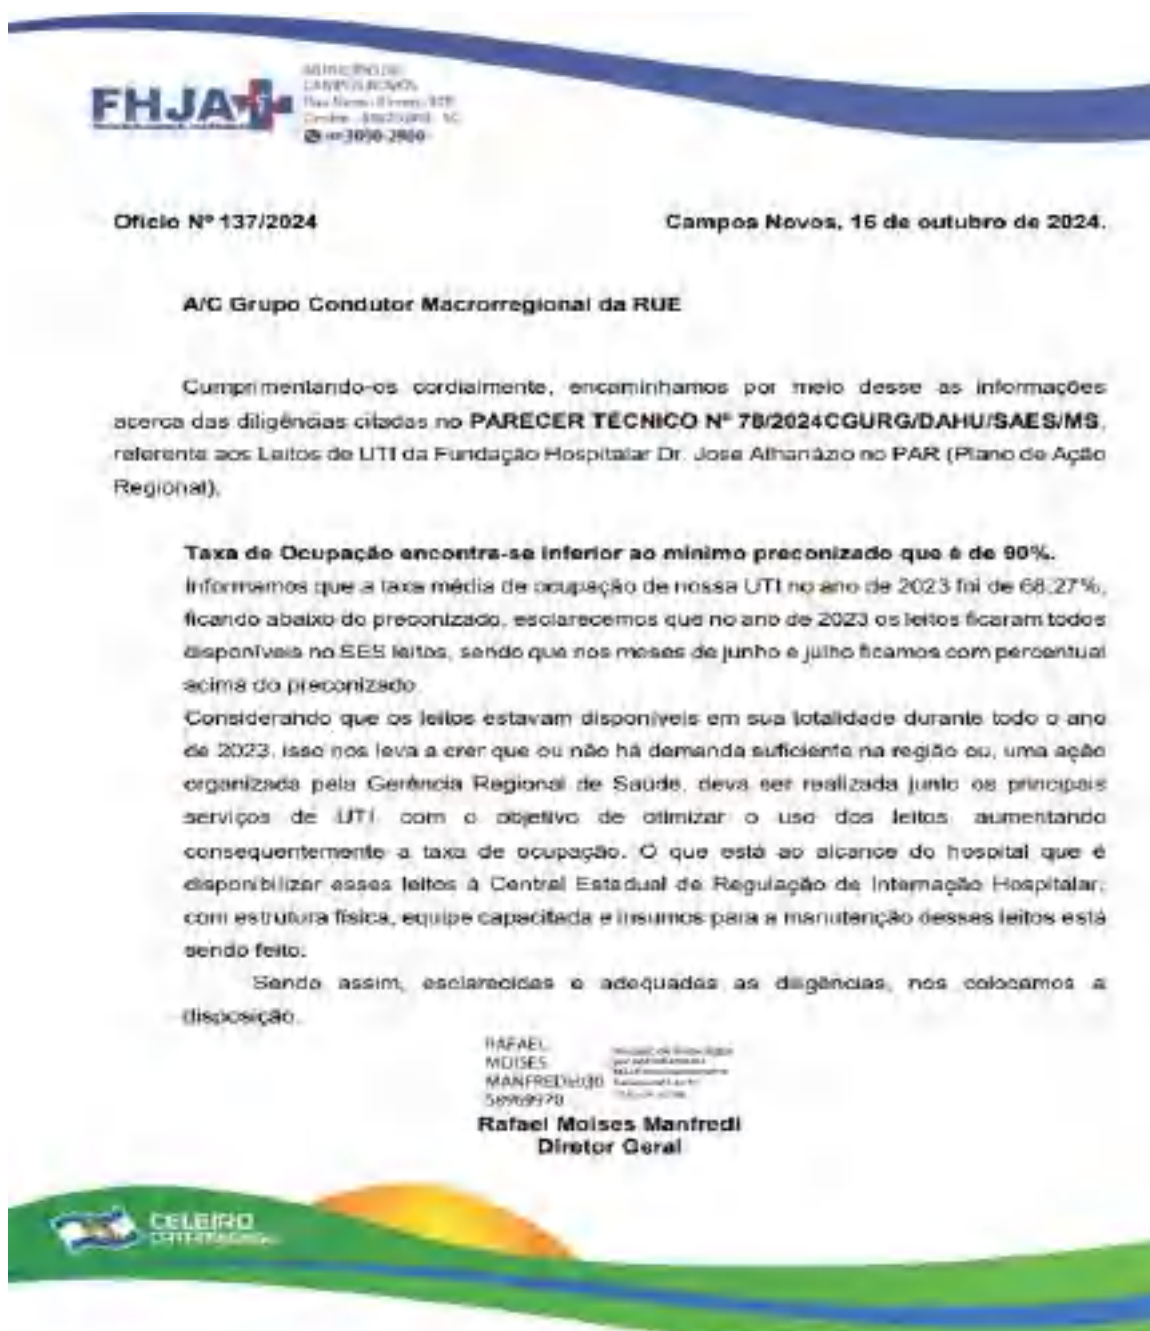 FHJA
CAMPOS NOVOS
3090-2900
Ofício Nº 137/2024
Campos Novos, 16 de outubro de 2024.
A/C Grupo Condutor Macrorregional da RUE
Cumprimentando-os cordialmente, encaminhamos por meio desse as informações
acerca das diligências citadas no PARECER TÉCNICO Nº 78/2024CGURG/DAHU/SAES/MS,
referente aos Leitos de UTI da Fundação Hospitalar Dr. Jose Athanázio no PAR (Plano de Ação
Regional).
Taxa de Ocupação encontra-se inferior ao mínimo preconizado que é de 90%.
Informamos que a taxa média de ocupação de nossa UTI no ano de 2023 foi de 68,27%,
ficando abaixo do preconizado, esclarecemos que no ano de 2023 os leitos ficaram todos
disponíveis no SES leitos, sendo que nos meses de junho e julho ficamos com percentual
acima do preconizado.
Considerando que os leitos estavam disponíveis em sua totalidade durante todo o ano
de 2023, isso nos leva a crer que ou não há demanda suficiente na região ou, uma ação
organizada pela Gerência Regional de Saúde, deva ser realizada junto os principais
serviços de UTI, com o objetivo de otimizar o uso dos leitos, aumentando
consequentemente a taxa de ocupação. O que está ao alcance do hospital que é
disponibilizar esses leitos à Central Estadual de Regulação de Internação Hospitalar,
com estrutura física, equipe capacitada e insumos para a manutenção desses leitos está
sendo feito.
Sendo assim, esclarecidas e adequadas as diligências, nos colocamos a
disposição.
RAFAEL
MOISES
Rafael Moises Manfredi
Diretor Geral
CELEIRO